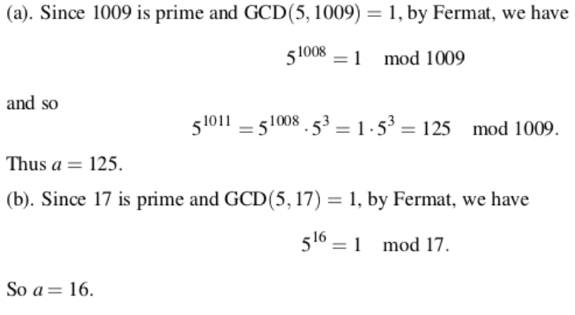 (a). Since 1009 is prime and GCD(5, 1009) = 1, by Fermat, we have
5^1008 = 1 mod 1009
and so
5^1011 = 5^1008 · 5^3 = 1 · 5^3 = 125 mod 1009.
Thus a = 125.
(b). Since 17 is prime and GCD(5, 17) = 1, by Fermat, we have
5^16 = 1 mod 17.
So a = 16.